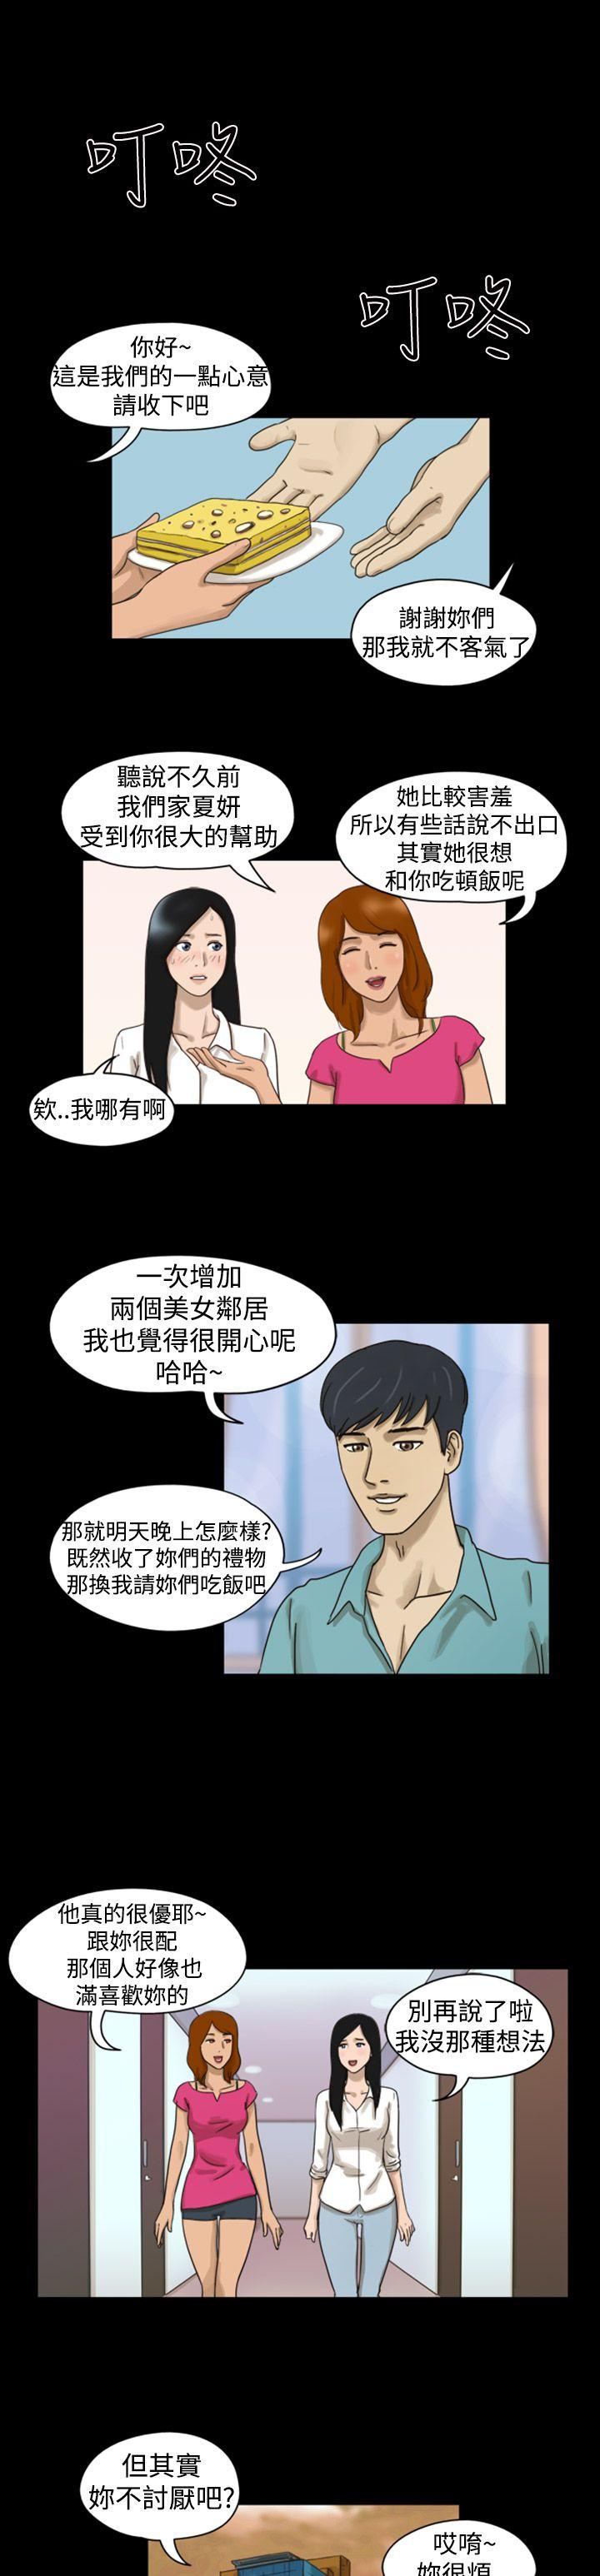 叮咚
叮咚
你好~
這是我們的一點心意
請收下吧
謝謝妳們
那我就不客氣了
聽說不久前
我們家夏妍
受到你很大的幫助
她比較害羞
所以有些話說不出口
其實她很想
和你吃頓飯呢
欸..我哪有啊
一次增加
兩個美女鄰居
我也覺得很開心呢
哈哈~
那就明天晚上怎麼樣?
既然收了妳們的禮物
那換我請妳們吃飯吧
他真的很優耶~
跟妳很配
那個人好像也
滿喜歡妳的
別再說了啦
我沒那種想法
但其實
妳不討厭吧?
哎唷~
妳很煩